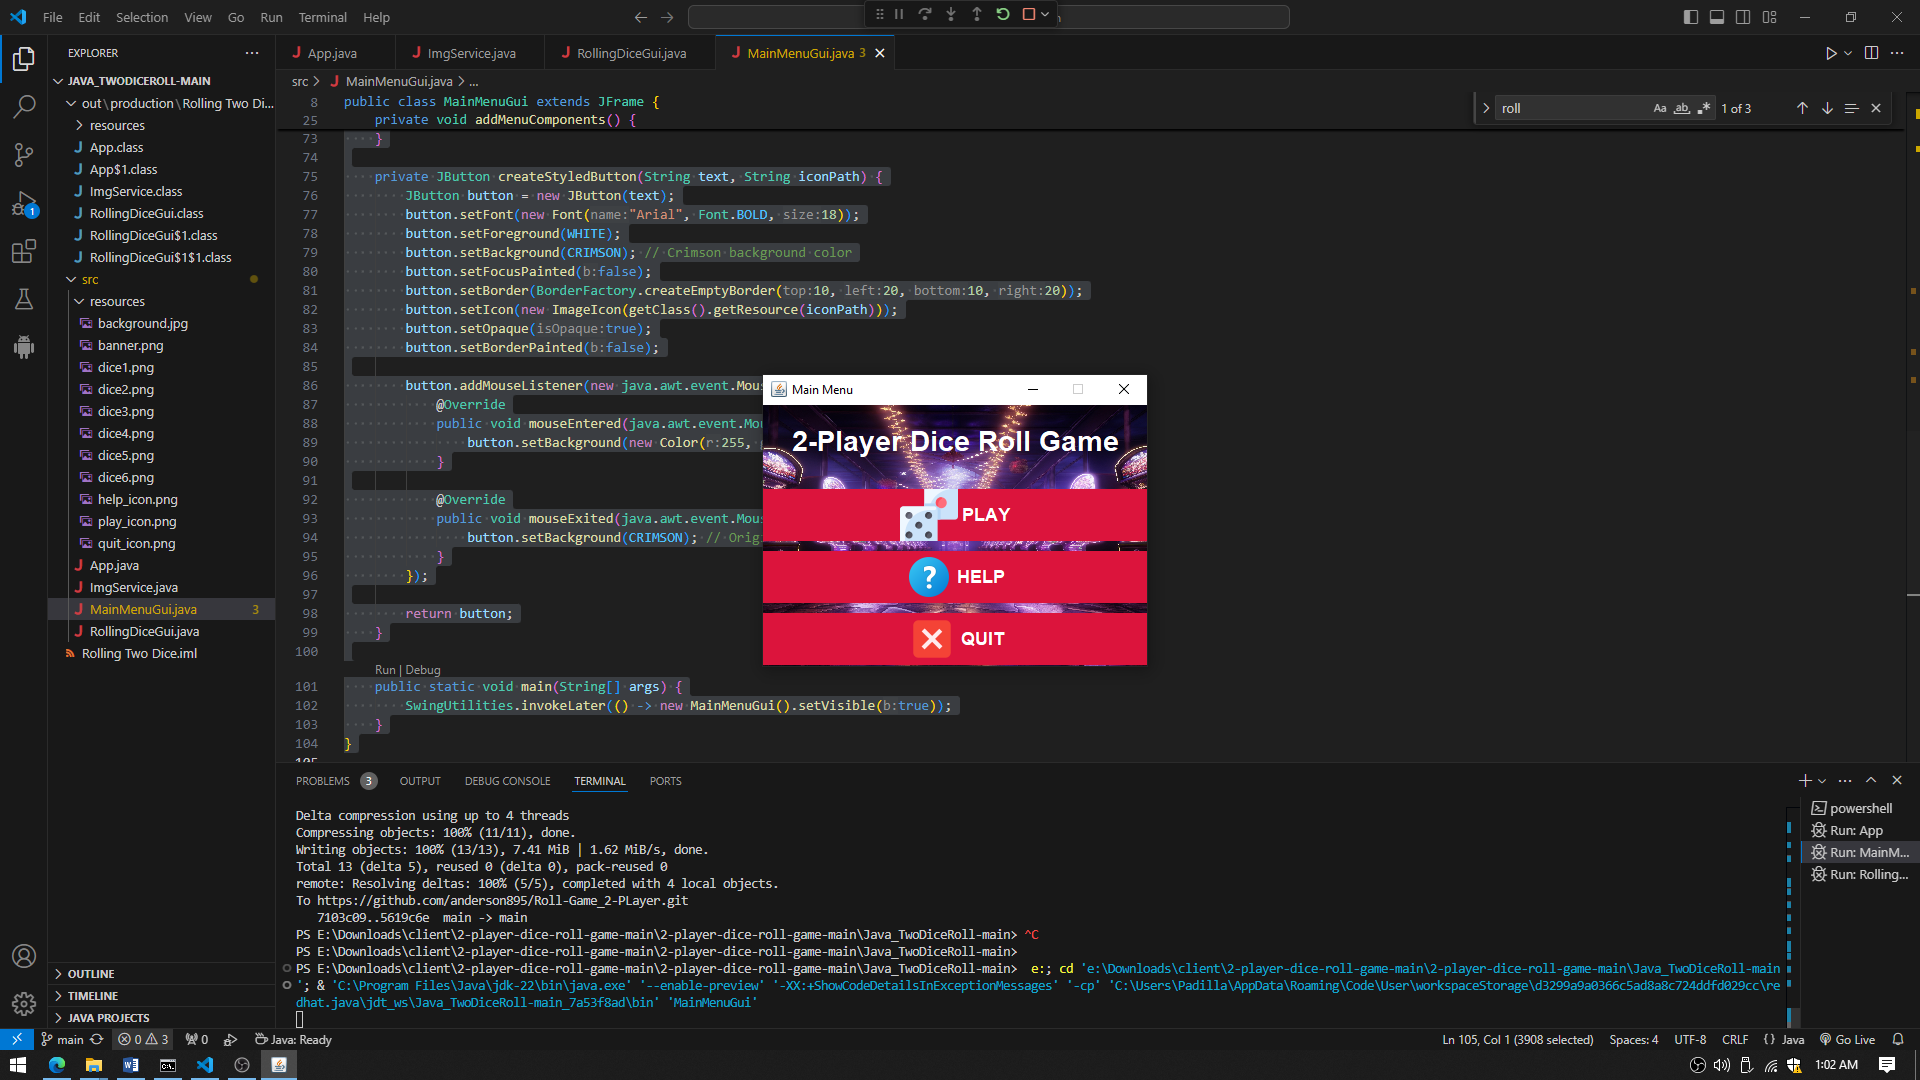 File Edit Selection View Go Run Terminal Help
EXPLORER
JAVA_TWODICEROLL-MAIN
out\production\Rolling Two Di...
resources
App.class
App$1.class
ImgService.class
RollingDiceGui.class
RollingDiceGui$1.class
RollingDiceGui$1$1.class
src
resources
background.jpg
banner.png
dice1.png
dice2.png
dice3.png
dice4.png
dice5.png
dice6.png
help_icon.png
play_icon.png
quit_icon.png
App.java
ImgService.java
MainMenuGui.java 3
RollingDiceGui.java
Rolling Two Dice.iml
OUTLINE
TIMELINE
JAVA PROJECTS
App.java ImgService.java RollingDiceGui.java MainMenuGui.java 3
src > MainMenuGui.java > ...
roll Aa ab 1 of 3
8 public class MainMenuGui extends JFrame {
25 private void addMenuComponents() {
73 }
74
75 private JButton createStyledButton(String text, String iconPath) {
76 JButton button = new JButton(text);
77 button.setFont(new Font(name:"Arial", Font.BOLD, size:18));
78 button.setForeground(WHITE);
79 button.setBackground(CRIMSON); // Crimson background color
80 button.setFocusPainted(b:false);
81 button.setBorder(BorderFactory.createEmptyBorder(top:10, left:20, bottom:10, right:20));
82 button.setIcon(new ImageIcon(getClass().getResource(iconPath)));
83 button.setOpaque(isOpaque:true);
84 button.setBorderPainted(b:false);
85
86 button.addMouseListener(new java.awt.event.Mou
87 @Override
88 public void mouseEntered(java.awt.event.Mo
89 button.setBackground(new Color(r:255,
90 }
91
92 @Override
93 public void mouseExited(java.awt.event.Mou
94 button.setBackground(CRIMSON); // Orig
95 }
96 });
97
98 return button;
99 }
100
Run | Debug
101 public static void main(String[] args) {
102 SwingUtilities.invokeLater(() -> new MainMenuGui().setVisible(b:true));
103 }
104 }
105
Main Menu
2-Player Dice Roll Game
PLAY
HELP
QUIT
PROBLEMS 3 OUTPUT DEBUG CONSOLE TERMINAL PORTS
Delta compression using up to 4 threads
Compressing objects: 100% (11/11), done.
Writing objects: 100% (13/13), 7.41 MiB | 1.62 MiB/s, done.
Total 13 (delta 5), reused 0 (delta 0), pack-reused 0
remote: Resolving deltas: 100% (5/5), completed with 4 local objects.
To https://github.com/anderson895/Roll-Game_2-PLayer.git
7103c09..5619c6e main -> main
PS E:\Downloads\client\2-player-dice-roll-game-main\2-player-dice-roll-game-main\Java_TwoDiceRoll-main> ^C
PS E:\Downloads\client\2-player-dice-roll-game-main\2-player-dice-roll-game-main\Java_TwoDiceRoll-main>
PS E:\Downloads\client\2-player-dice-roll-game-main\2-player-dice-roll-game-main\Java_TwoDiceRoll-main> e:; cd 'e:\Downloads\client\2-player-dice-roll-game-main\2-player-dice-roll-game-main\Java_TwoDiceRoll-main
'; & 'C:\Program Files\Java\jdk-22\bin\java.exe' '--enable-preview' '-XX:+ShowCodeDetailsInExceptionMessages' '-cp' 'C:\Users\Padilla\AppData\Roaming\Code\User\workspaceStorage\d3299a9a0366c5ad8a8c724ddfd029cc\re
dhat.java\jdt_ws\Java_TwoDiceRoll-main_7a53f8ad\bin' 'MainMenuGui'
powershell
Run: App
Run: MainM...
Run: Rolling...
main 0 3 0 Java: Ready
Ln 105, Col 1 (3908 selected) Spaces: 4 UTF-8 CRLF {} Java Go Live
1:02 AM